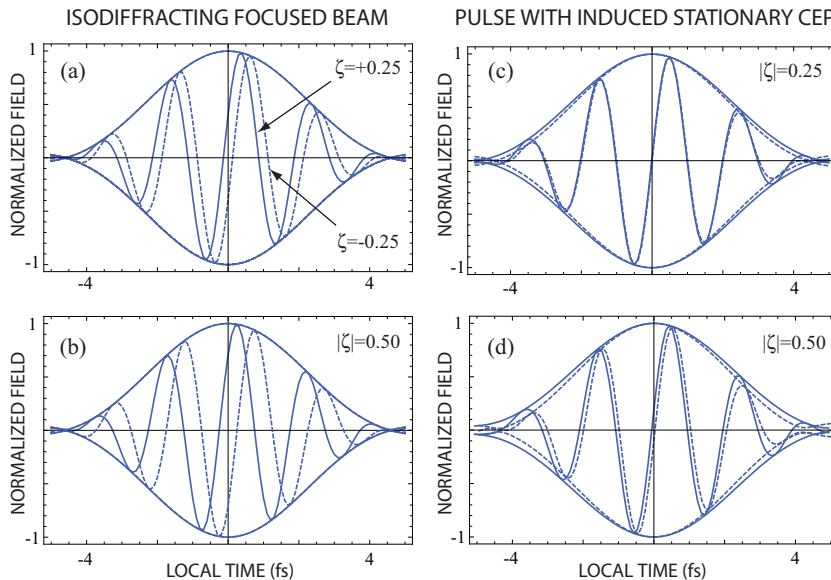 ISODIFFRACTING FOCUSED BEAM
PULSE WITH INDUCED STATIONARY CEP
(a)
ζ=+0.25
ζ=-0.25
NORMALIZED FIELD
1
-1
-4
4
(c)
|ζ|=0.25
NORMALIZED FIELD
1
-1
-4
4
(b)
|ζ|=0.50
NORMALIZED FIELD
1
-1
-4
4
LOCAL TIME (fs)
(d)
|ζ|=0.50
NORMALIZED FIELD
1
-1
-4
4
LOCAL TIME (fs)